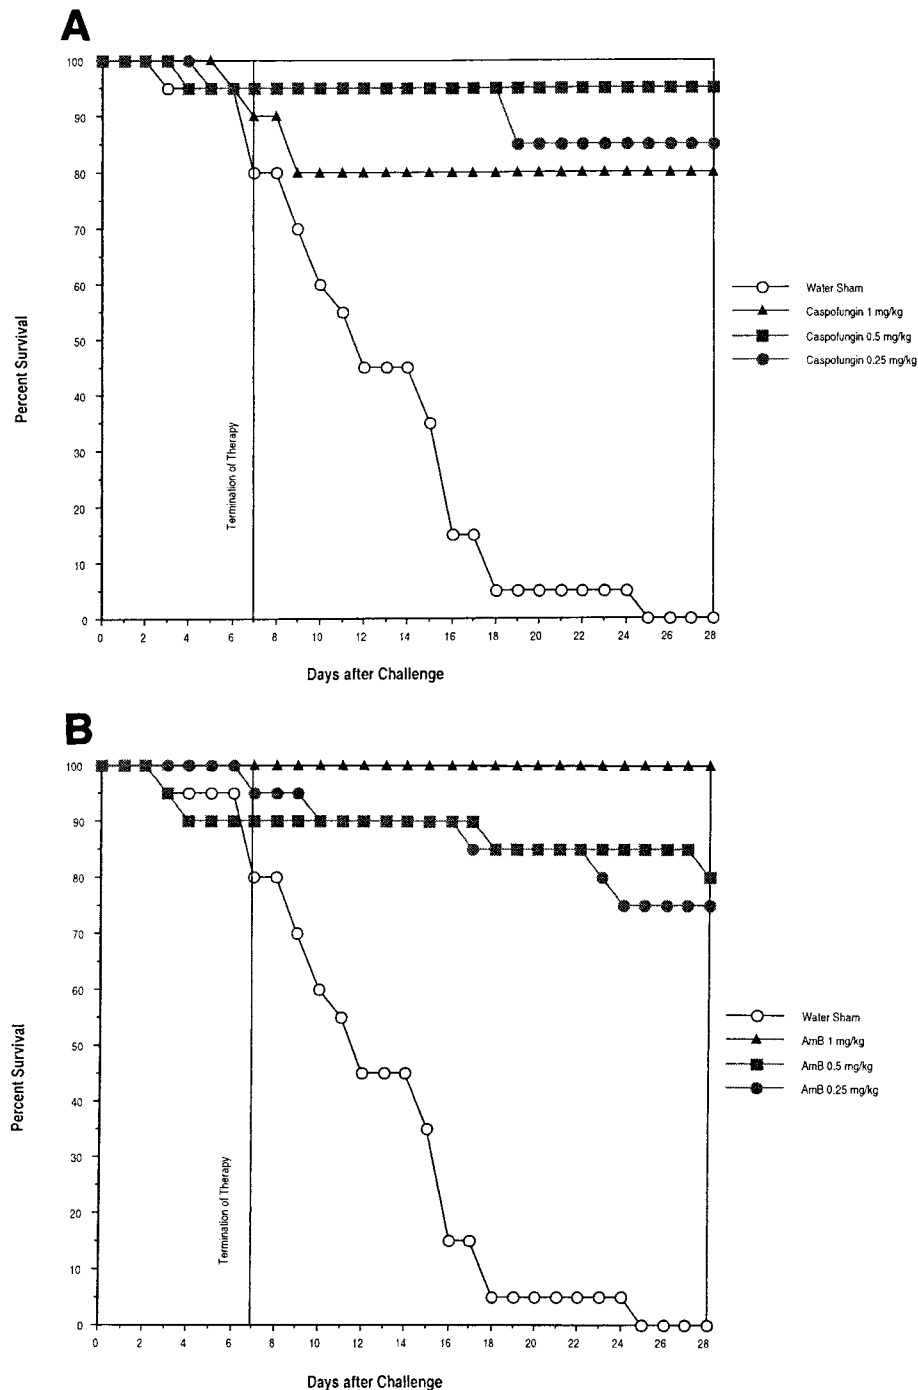 A
100
90
80
70
60
50
40
30
20
10
0
Percent Survival
Termination of Therapy
0 2 4 6 8 10 12 14 16 18 20 22 24 26 28
Days after Challenge
Water Sham
Caspofungin 1 mg/kg
Caspofungin 0.5 mg/kg
Caspofungin 0.25 mg/kg
B
100
90
80
70
60
50
40
30
20
10
0
Percent Survival
Termination of Therapy
0 2 4 6 8 10 12 14 16 18 20 22 24 26 28
Days after Challenge
Water Sham
AmB 1 mg/kg
AmB 0.5 mg/kg
AmB 0.25 mg/kg